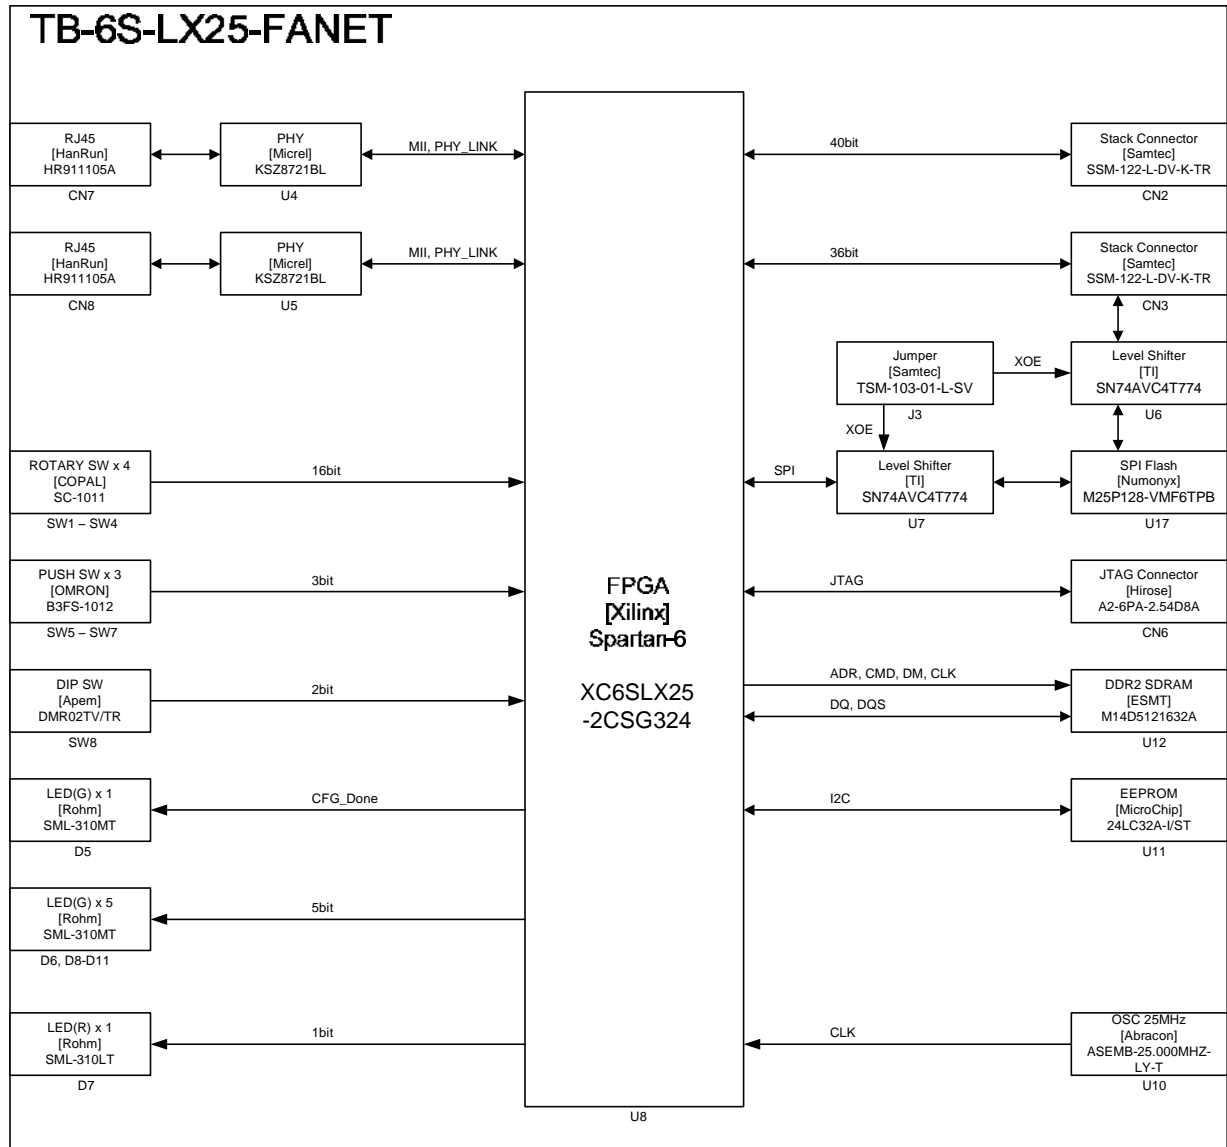 TB-6S-LX25-FANET
RJ45
[HanRun]
HR911105A
CN7
PHY
[Micrel]
KSZ8721BL
U4
MII, PHY_LINK
40bit
Stack Connector
[Samtec]
SSM-122-L-DV-K-TR
CN2
RJ45
[HanRun]
HR911105A
CN8
PHY
[Micrel]
KSZ8721BL
U5
MII, PHY_LINK
36bit
Stack Connector
[Samtec]
SSM-122-L-DV-K-TR
CN3
Jumper
[Samtec]
TSM-103-01-L-SV
J3
XOE
Level Shifter
[TI]
SN74AVC4T774
U6
XOE
ROTARY SW x 4
[COPAL]
SC-1011
SW1 – SW4
16bit
SPI
Level Shifter
[TI]
SN74AVC4T774
U7
SPI Flash
[Numonyx]
M25P128-VMF6TPB
U17
PUSH SW x 3
[OMRON]
B3FS-1012
SW5 – SW7
3bit
FPGA
[Xilinx]
Spartan-6
XC6SLX25
-2CSG324
JTAG
JTAG Connector
[Hirose]
A2-6PA-2.54D8A
CN6
DIP SW
[Apem]
DMR02TV/TR
SW8
2bit
ADR, CMD, DM, CLK
DQ, DQS
DDR2 SDRAM
[ESMT]
M14D5121632A
U12
LED(G) x 1
[Rohm]
SML-310MT
D5
CFG_Done
I2C
EEPROM
[MicroChip]
24LC32A-I/ST
U11
LED(G) x 5
[Rohm]
SML-310MT
D6, D8-D11
5bit
LED(R) x 1
[Rohm]
SML-310LT
D7
1bit
CLK
OSC 25MHz
[Abracon]
ASEMB-25.000MHZ-
LY-T
U10
U8